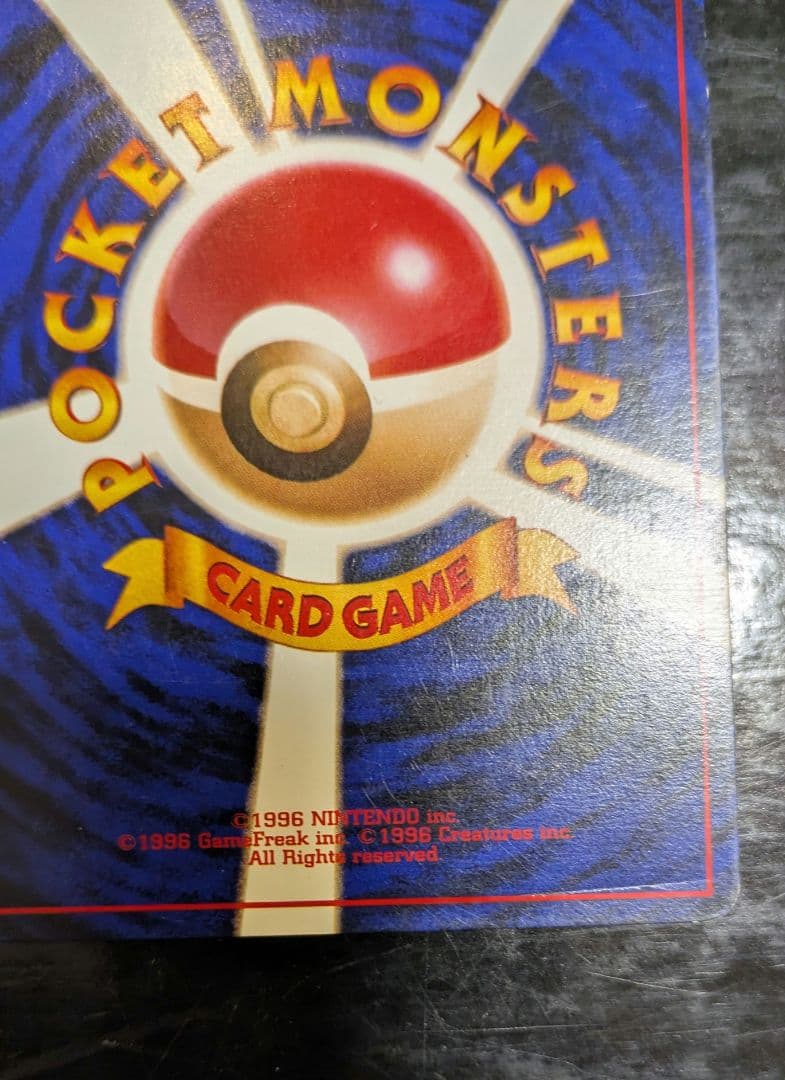 POCKET MONSTERS
CARD GAME
©1996 NINTENDO inc.
©1996 GameFreak inc. ©1996 Creatures inc.
All Rights reserved.